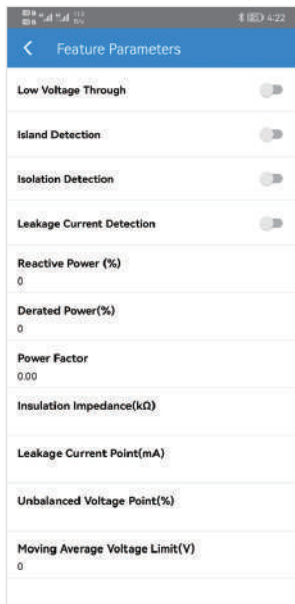 4:22
Feature Parameters
Low Voltage Through
Island Detection
Isolation Detection
Leakage Current Detection
Reactive Power (%)
0
Derated Power(%)
0
Power Factor
0.00
Insulation Impedance(kΩ)
Leakage Current Point(mA)
Unbalanced Voltage Point(%)
Moving Average Voltage Limit(V)
0